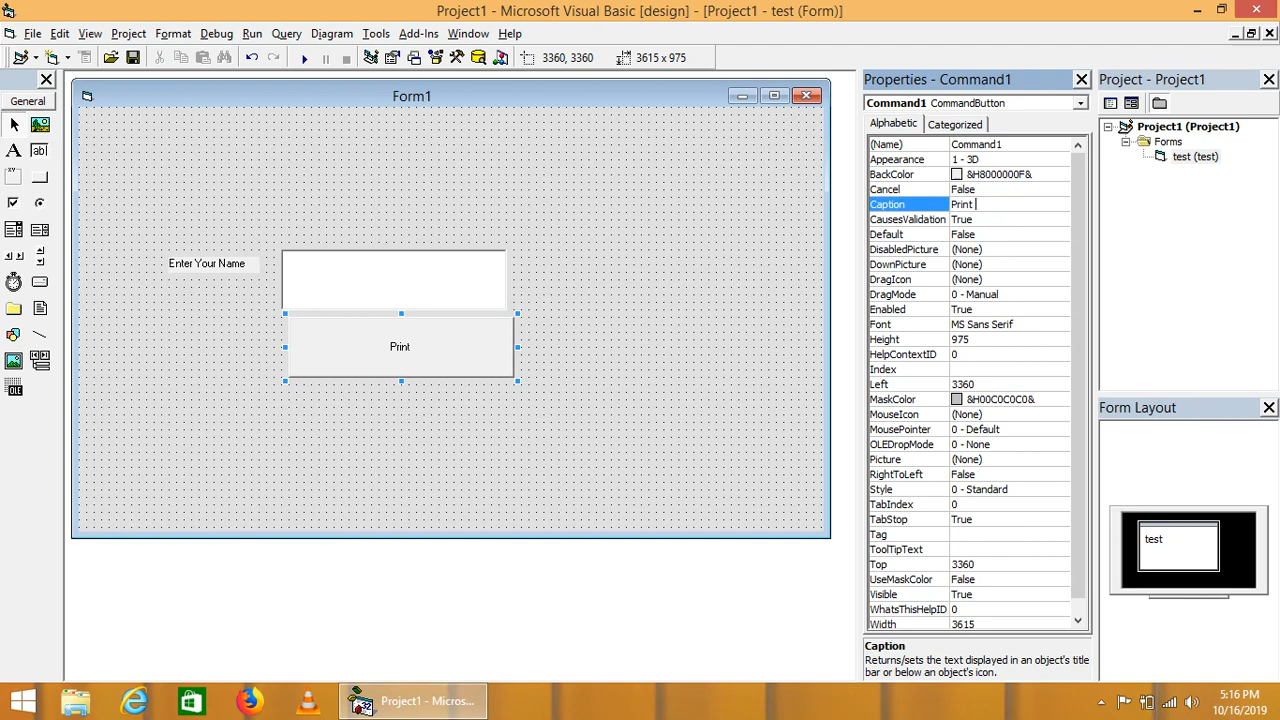 Project1 - Microsoft Visual Basic [design] - [Project1 - test (Form)]
File Edit View Project Format Debug Run Query Diagram Tools Add-Ins Window Help
3360, 3360 3615 x 975
General
A
ab|
xy
OLE
Form1
Enter Your Name
Print
Properties - Command1
Command1 CommandButton
Alphabetic Categorized
(Name) Command1
Appearance 1 - 3D
BackColor &H8000000F&
Cancel False
Caption Print
CausesValidation True
Default False
DisabledPicture (None)
DownPicture (None)
DragIcon (None)
DragMode 0 - Manual
Enabled True
Font MS Sans Serif
Height 975
HelpContextID 0
Index
Left 3360
MaskColor &H00C0C0C0&
MouseIcon (None)
MousePointer 0 - Default
OLEDropMode 0 - None
Picture (None)
RightToLeft False
Style 0 - Standard
TabIndex 0
TabStop True
Tag
ToolTipText
Top 3360
UseMaskColor False
Visible True
WhatsThisHelpID 0
Width 3615
Caption
Returns/sets the text displayed in an object's title
bar or below an object's icon.
Project - Project1
Project1 (Project1)
Forms
test (test)
Form Layout
test
32
Project1 - Micros...
5:16 PM
10/16/2019